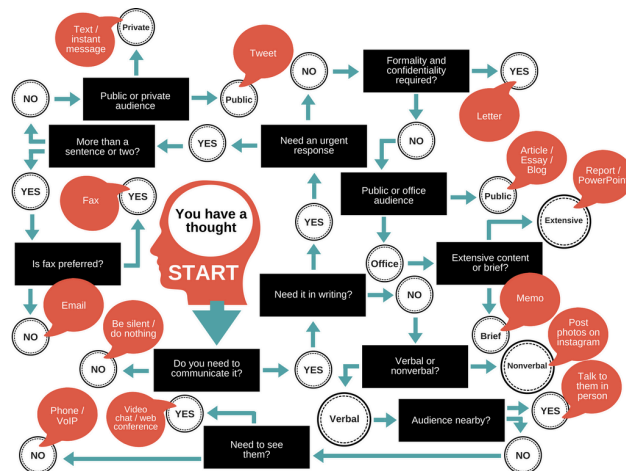 Text /
instant
message
Private
Tweet
NO
Public or private
audience
Public
NO
Formality and
confidentiality
required?
YES
Letter
More than a
sentence or two?
YES
Need an urgent
response
NO
Article /
Essay /
Blog
Report /
PowerPoint
YES
Fax
YES
You have a
thought
START
YES
Public or office
audience
Public
Extensive
Is fax preferred?
Office
Extensive content
or brief?
Need it in writing?
NO
Email
NO
Be silent /
do nothing
NO
Do you need to
communicate it?
YES
Verbal or
nonverbal?
Memo
Brief
Post
photos on
instagram
Nonverbal
Talk to
them in
person
Phone /
VoIP
NO
Video
chat / web
conference
YES
Need to see
them?
Verbal
Audience nearby?
YES
NO